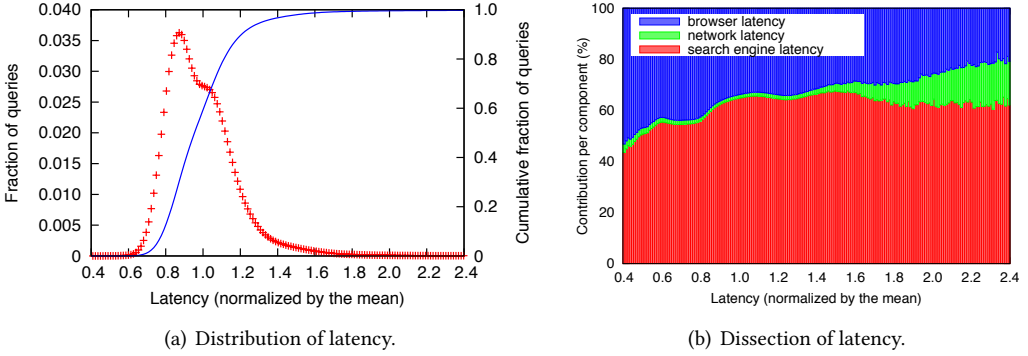 0.040
0.035
0.030
0.025
0.020
0.015
0.010
0.005
0
Fraction of queries
1.0
0.8
0.6
0.4
0.2
0
Cumulative fraction of queries
0.4 0.6 0.8 1.0 1.2 1.4 1.6 1.8 2.0 2.2 2.4
Latency (normalized by the mean)
(a) Distribution of latency.
100
80
60
40
20
0
Contribution per component (%)
browser latency
network latency
search engine latency
0.4 0.6 0.8 1.0 1.2 1.4 1.6 1.8 2.0 2.2 2.4
Latency (normalized by the mean)
(b) Dissection of latency.